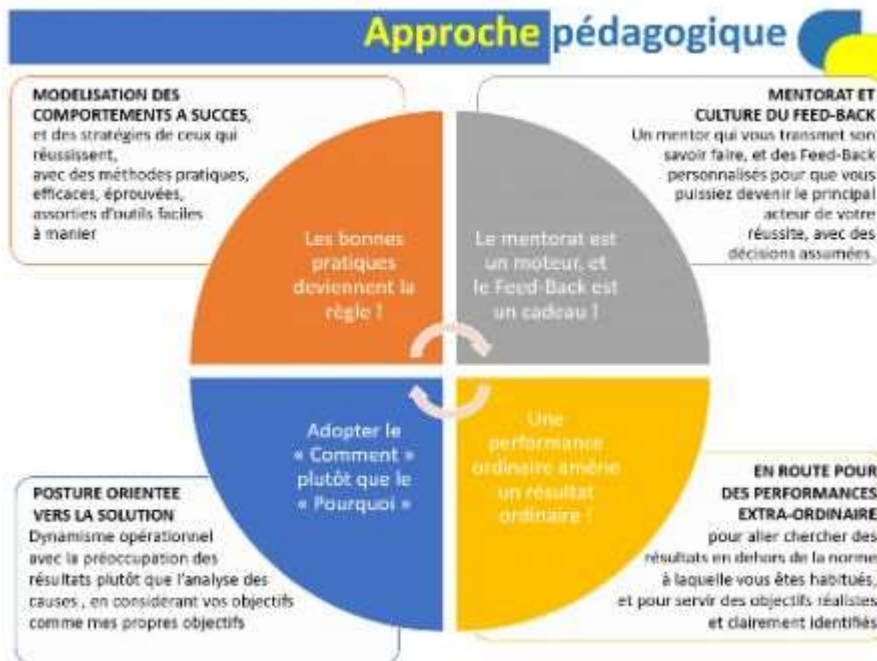 Approche pédagogique
MODELISATION DES
COMPORTEMENTS A SUCCES,
et des stratégies de ceux qui
réussissent,
avec des méthodes pratiques,
efficaces, éprouvées,
assorties d'outils faciles
à manier
MENTORAT ET
CULTURE DU FEED-BACK
Un mentor qui vous transmet son
savoir faire, et des Feed-Back
personnalisés pour que vous
puissiez devenir le principal
acteur de votre
réussite, avec des
décisions assumées.
Les bonnes
pratiques
deviennent la
règle !
Le mentorat est
un moteur, et
le Feed-Back est
un cadeau !
Adopter le
« Comment »
plutôt que le
« Pourquoi »
Une
performance
ordinaire amène
un résultat
ordinaire !
POSTURE ORIENTEE
VERS LA SOLUTION
Dynamisme opérationnel
avec la préoccupation des
résultats plutôt que l'analyse des
causes , en considérant vos objectifs
comme mes propres objectifs
EN ROUTE POUR
DES PERFORMANCES
EXTRA-ORDINAIRE
pour aller chercher des
résultats en dehors de la norme
à laquelle vous êtes habitués,
et pour servir des objectifs réalistes
et clairement identifiés